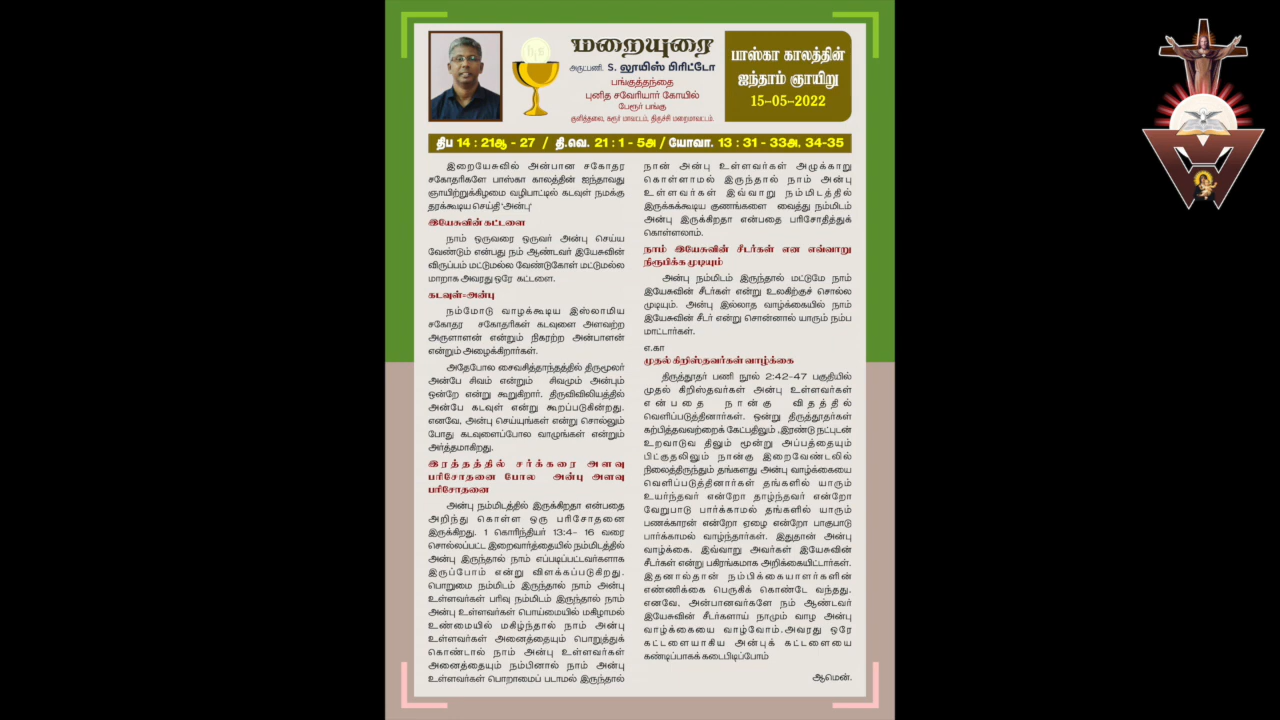 மறையுரை
அருட்பணி. S. லூயிஸ் பிரிட்டோ
பங்குத்தந்தை
புனித சவேரியார் கோயில்
பேரூர் பங்கு
குளித்தலை, கரூர் மாவட்டம், திருச்சி மறைமாவட்டம்.
பாஸ்கா காலத்தின்
ஐந்தாம் ஞாயிறு
15-05-2022
திப 14 : 21ஆ - 27 / தி.வெ. 21 : 1 - 5அ / யோவா. 13 : 31 - 33அ, 34-35
இறையேசுவில் அன்பான சகோதர
சகோதரிகளே பாஸ்கா காலத்தின் ஐந்தாவது
ஞாயிற்றுக்கிழமை வழிபாட்டில் கடவுள் நமக்கு
தரக்கூடிய செய்தி 'அன்பு'
இயேசுவின் கட்டளை
நாம் ஒருவரை ஒருவர் அன்பு செய்ய
வேண்டும் என்பது நம் ஆண்டவர் இயேசுவின்
விருப்பம் மட்டுமல்ல வேண்டுகோள் மட்டுமல்ல
மாறாக அவரது ஒரே கட்டளை.
கடவுள்=அன்பு
நம்மோடு வாழக்கூடிய இஸ்லாமிய
சகோதர சகோதரிகள் கடவுளை அளவற்ற
அருளாளன் என்றும் நிகரற்ற அன்பாளன்
என்றும் அழைக்கிறார்கள்.
அதேபோல சைவசித்தாந்தத்தில் திருமூலர்
அன்பே சிவம் என்றும் சிவமும் அன்பும்
ஒன்றே என்று கூறுகிறார். திருவிவிலியத்தில்
அன்பே கடவுள் என்று கூறப்படுகின்றது.
எனவே, அன்பு செய்யுங்கள் என்று சொல்லும்
போது கடவுளைப்போல வாழுங்கள் என்றும்
அர்த்தமாகிறது.
இரத்தத்தில் சர்க்கரை அளவு
பரிசோதனை போல அன்பு அளவு
பரிசோதனை
அன்பு நம்மிடத்தில் இருக்கிறதா என்பதை
அறிந்து கொள்ள ஒரு பரிசோதனை
இருக்கிறது. 1 கொரிந்தியர் 13:4- 16 வரை
சொல்லப்பட்ட இறைவார்த்தையில் நம்மிடத்தில்
அன்பு இருந்தால் நாம் எப்படிப்பட்டவர்களாக
இருப்போம் என்று விளக்கப்படுகிறது.
பொறுமை நம்மிடம் இருந்தால் நாம் அன்பு
உள்ளவர்கள் பரிவு நம்மிடம் இருந்தால் நாம்
அன்பு உள்ளவர்கள் பொய்மையில் மகிழாமல்
உண்மையில் மகிழ்ந்தால் நாம் அன்பு
உள்ளவர்கள் அனைத்தையும் பொறுத்துக்
கொண்டால் நாம் அன்பு உள்ளவர்கள்
அனைத்தையும் நம்பினால் நாம் அன்பு
உள்ளவர்கள் பொறாமைப் படாமல் இருந்தால்
நான் அன்பு உள்ளவர்கள் அழுக்காறு
கொள்ளாமல் இருந்தால் நாம் அன்பு
உள்ளவர்கள் இவ்வாறு நம்மிடத்தில்
இருக்கக்கூடிய குணங்களை வைத்து நம்மிடம்
அன்பு இருக்கிறதா என்பதை பரிசோதித்துக்
கொள்ளலாம்.
நாம் இயேசுவின் சீடர்கள் என எவ்வாறு
நிரூபிக்க முடியும்
அன்பு நம்மிடம் இருந்தால் மட்டுமே நாம்
இயேசுவின் சீடர்கள் என்று உலகிற்குச் சொல்ல
முடியும். அன்பு இல்லாத வாழ்க்கையில் நாம்
இயேசுவின் சீடர் என்று சொன்னால் யாரும் நம்ப
மாட்டார்கள்.
எ.கா
முதல் கிறிஸ்தவர்கள் வாழ்க்கை
திருத்தூதர் பணி நூல் 2:42-47 பகுதியில்
முதல் கிறிஸ்தவர்கள் அன்பு உள்ளவர்கள்
என்பதை நான்கு விதத்தில்
வெளிப்படுத்தினார்கள். ஒன்று திருத்தூதர்கள்
கற்பித்தவவற்றைக் கேட்பதிலும் ,இரண்டு நட்புடன்
உறவாடுவ திலும் மூன்று அப்பத்தையும்
பிட்குதலிலும் நான்கு இறைவேண்டலில்
நிலைத்திருந்தும் தங்களது அன்பு வாழ்க்கையை
வெளிப்படுத்தினார்கள் தங்களில் யாரும்
உயர்ந்தவர் என்றோ தாழ்ந்தவர் என்றோ
வேறுபாடு பார்க்காமல் தங்களில் யாரும்
பணக்காரன் என்றோ ஏழை என்றோ பாகுபாடு
பார்க்காமல் வாழ்ந்தார்கள். இதுதான் அன்பு
வாழ்க்கை. இவ்வாறு அவர்கள் இயேசுவின்
சீடர்கள் என்று பகிரங்கமாக அறிக்கையிட்டார்கள்.
இதனால்தான் நம்பிக்கையாளர்களின்
எண்ணிக்கை பெருகிக் கொண்டே வந்தது.
எனவே, அன்பானவர்களே நம் ஆண்டவர்
இயேசுவின் சீடர்களாய் நாமும் வாழ அன்பு
வாழ்க்கையை வாழ்வோம்.அவரது ஒரே
கட்டளையாகிய அன்புக் கட்டளையை
கண்டிப்பாகக் கடைபிடிப்போம்
ஆமென்.